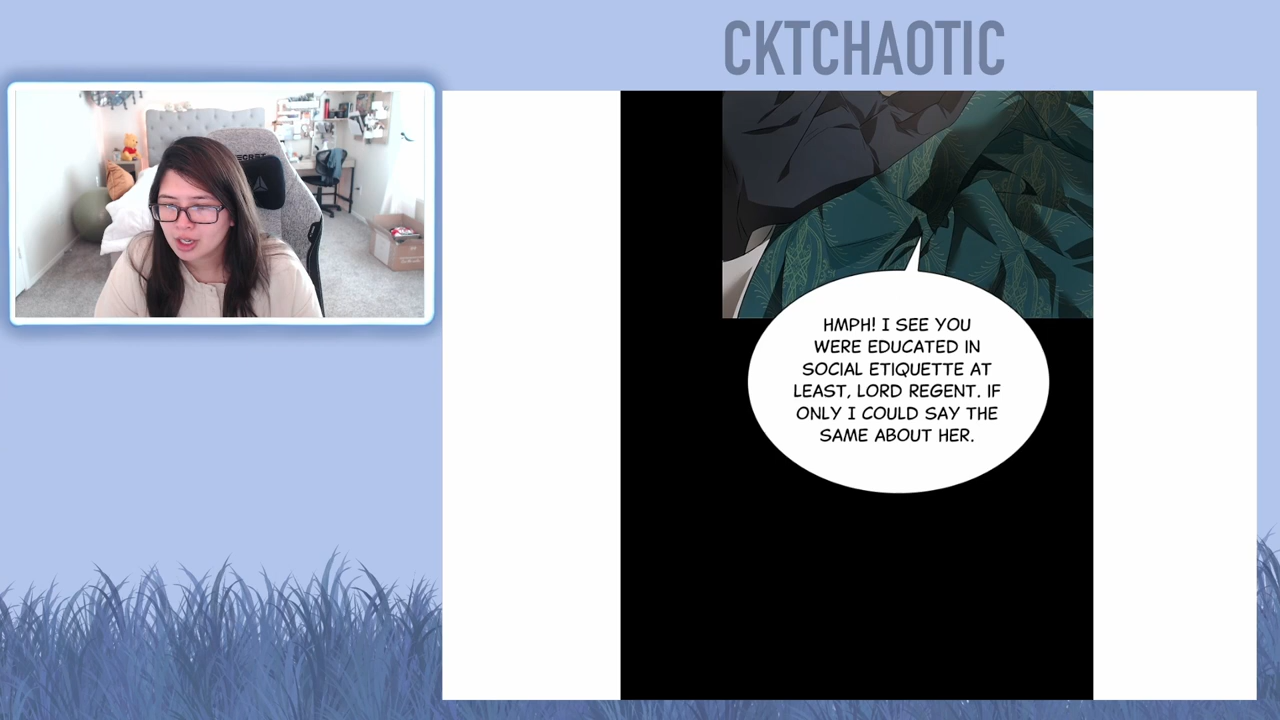 CKTCHAOTIC
HMPH! I SEE YOU
WERE EDUCATED IN
SOCIAL ETIQUETTE AT
LEAST, LORD REGENT. IF
ONLY I COULD SAY THE
SAME ABOUT HER.